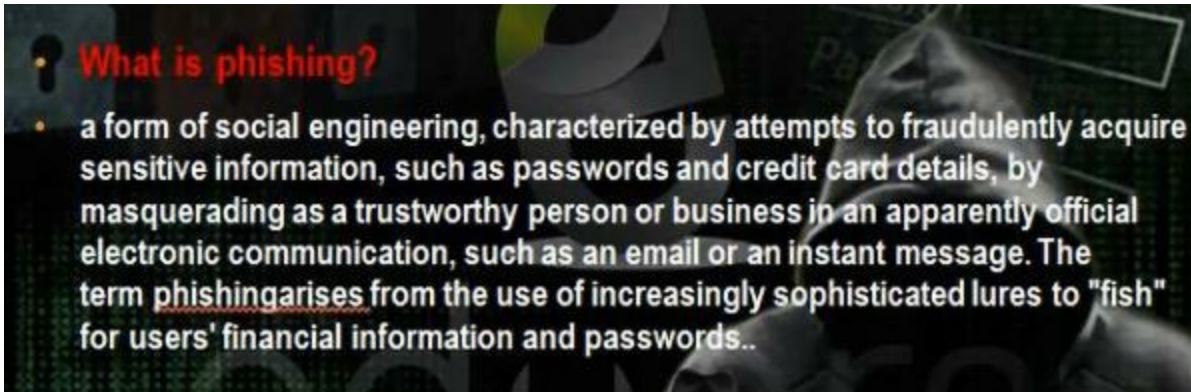 What is phishing?
a form of social engineering, characterized by attempts to fraudulently acquire
sensitive information, such as passwords and credit card details, by
masquerading as a trustworthy person or business in an apparently official
electronic communication, such as an email or an instant message. The
term phishingarises from the use of increasingly sophisticated lures to "fish"
for users' financial information and passwords..